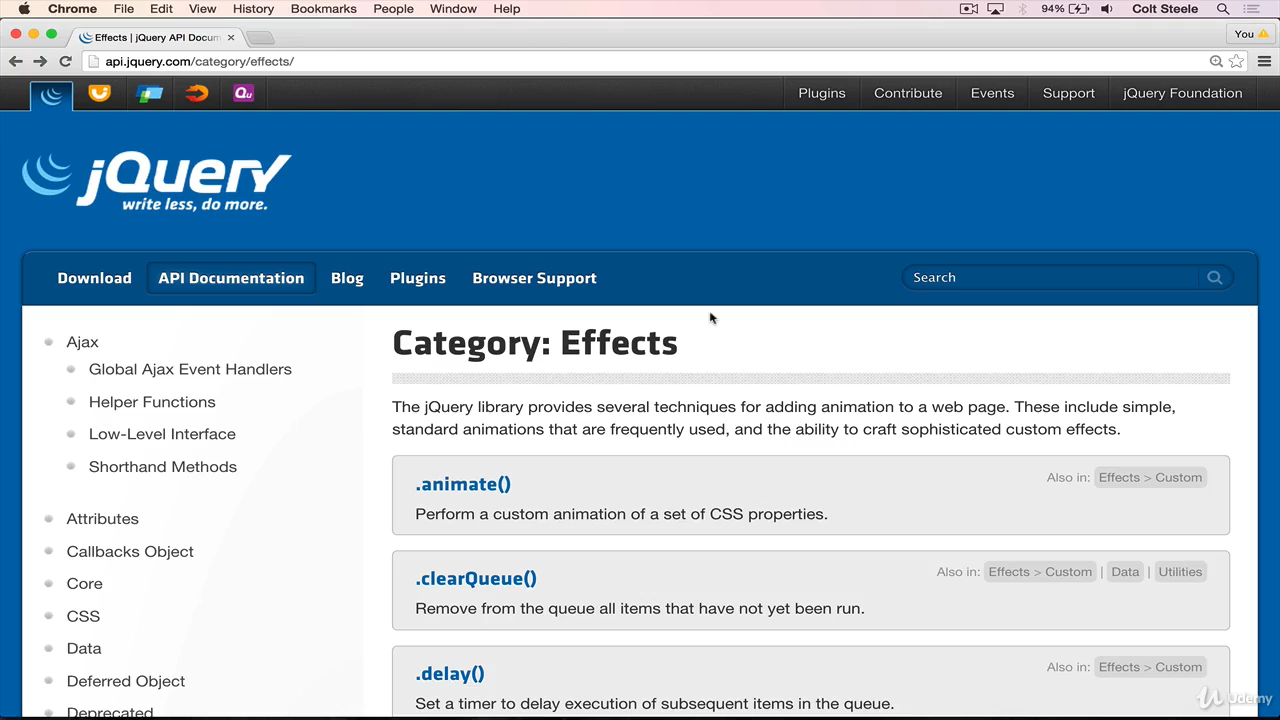 Chrome File Edit View History Bookmarks People Window Help 94% Colt Steele
Effects | jQuery API Docum You
api.jquery.com/category/effects/
Qu Plugins Contribute Events Support jQuery Foundation
jQuery
write less, do more.
Download API Documentation Blog Plugins Browser Support Search
Ajax
Global Ajax Event Handlers
Helper Functions
Low-Level Interface
Shorthand Methods
Attributes
Callbacks Object
Core
CSS
Data
Deferred Object
Deprecated
Category: Effects
The jQuery library provides several techniques for adding animation to a web page. These include simple,
standard animations that are frequently used, and the ability to craft sophisticated custom effects.
.animate() Also in: Effects > Custom
Perform a custom animation of a set of CSS properties.
.clearQueue() Also in: Effects > Custom | Data | Utilities
Remove from the queue all items that have not yet been run.
.delay() Also in: Effects > Custom
Set a timer to delay execution of subsequent items in the queue.
Udemy